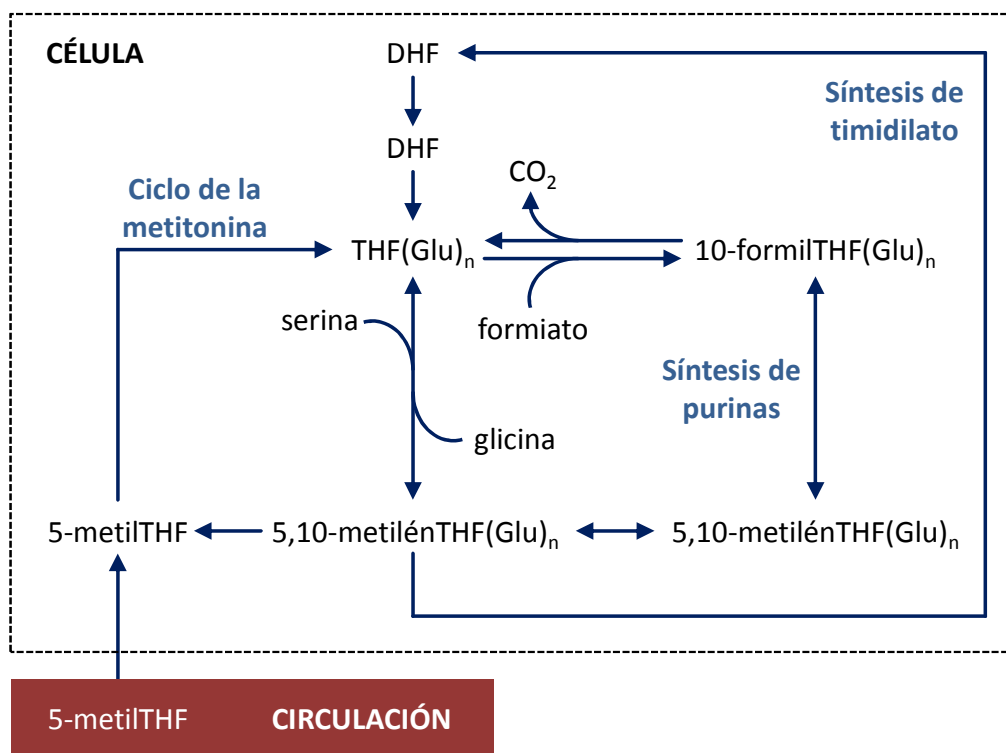 CÉLULA
DHF
Síntesis de
timidilato
DHF
CO₂
Ciclo de la
metitonina
THF(Glu)ₙ
10-formilTHF(Glu)ₙ
serina
formiato
Síntesis de
purinas
glicina
5-metilTHF
5,10-metilénTHF(Glu)ₙ
5,10-metilénTHF(Glu)ₙ
5-metilTHF
CIRCULACIÓN